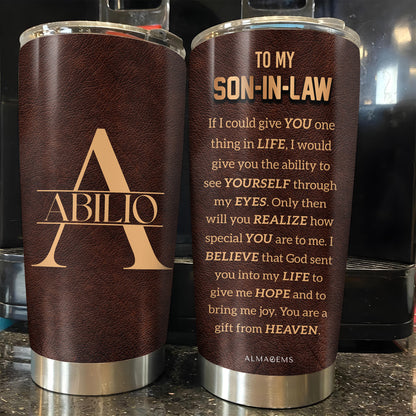 A
ABILIO
TO MY
SON-IN-LAW
If I could give YOU one
thing in LIFE, I would
give you the ability to
see YOURSELF through
my EYES. Only then
will you REALIZE how
special YOU are to me. I
BELIEVE that God sent
you into my LIFE to
give me HOPE and to
bring me joy. You are a
gift from HEAVEN.
ALMAGEMS